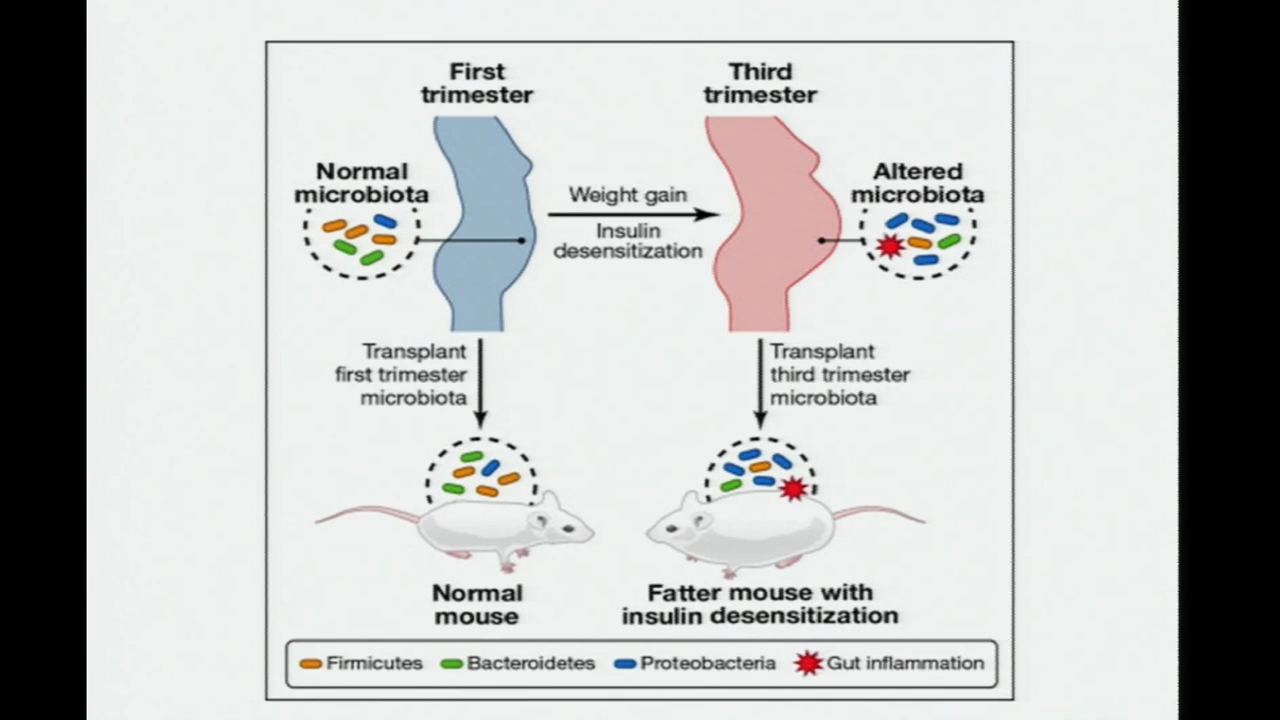 First
trimester
Third
trimester
Normal
microbiota
Weight gain
Insulin
desensitization
Altered
microbiota
Transplant
first trimester
microbiota
Transplant
third trimester
microbiota
Normal
mouse
Fatter mouse with
insulin desensitization
Firmicutes Bacteroidetes Proteobacteria Gut inflammation